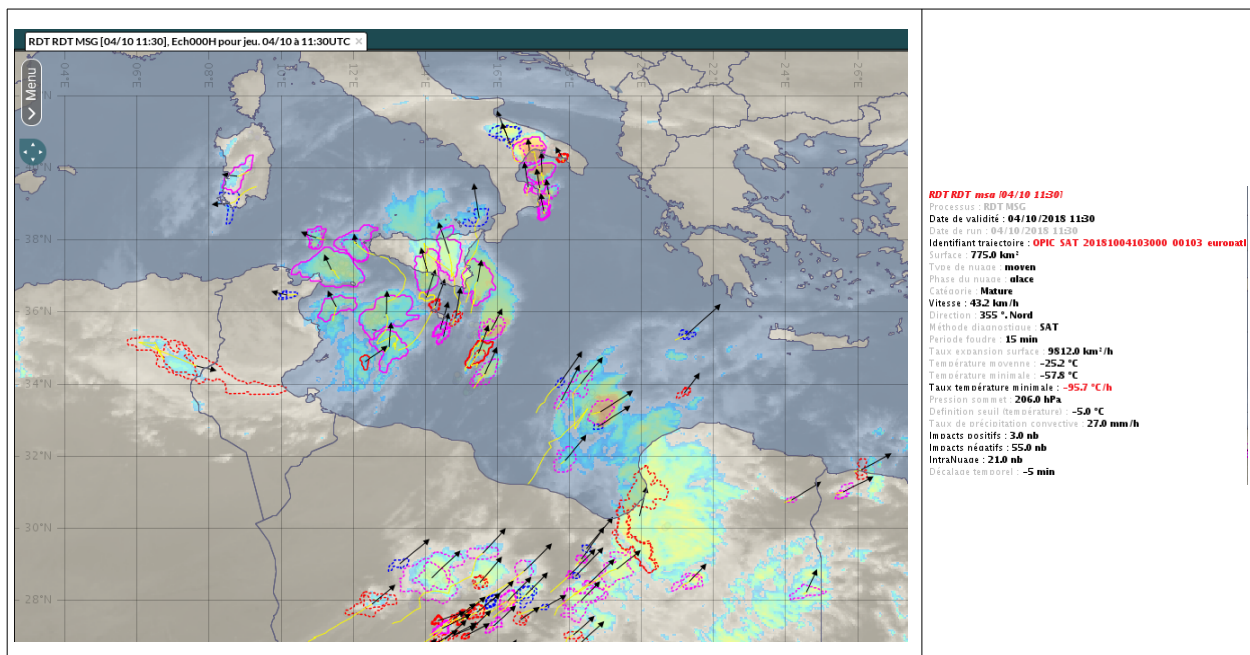 RDT RDT MSG [04/10 11:30], Ech000H pour jeu. 04/10 à 11:30UTC ×
Menu
04°E 06°E 08°E 10°E 12°E 14°E 16°E 18°E 20°E 22°E 24°E 26°E
38°N
36°N
34°N
32°N
30°N
28°N
RDT RDT msg [04/10 11:30]
Processus : RDT MSG
Date de validité : 04/10/2018 11:30
Date de run : 04/10/2018 11:30
Identifiant trajectoire : OPIC SAT 20181004103000 00103 europatl
Surface : 775.0 km²
Type de nuage : moyen
Phase du nuage : glace
Catégorie : Mature
Vitesse : 43.2 km/h
Direction : 355 °. Nord
Méthode diagnostique : SAT
Periode foudre : 15 min
Taux expansion surface : 9812.0 km²/h
Température moyenne : -25.2 °C
Température minimale : -57.8 °C
Taux température minimale : -95.7 °C/h
Pression sommet : 206.0 hPa
Definition seuil (température) : -5.0 °C
Taux de précipitation convective : 27.0 mm/h
Impacts positifs : 3.0 nb
Impacts négatifs : 55.0 nb
IntraNuage : 21.0 nb
Décalage temporel : -5 min